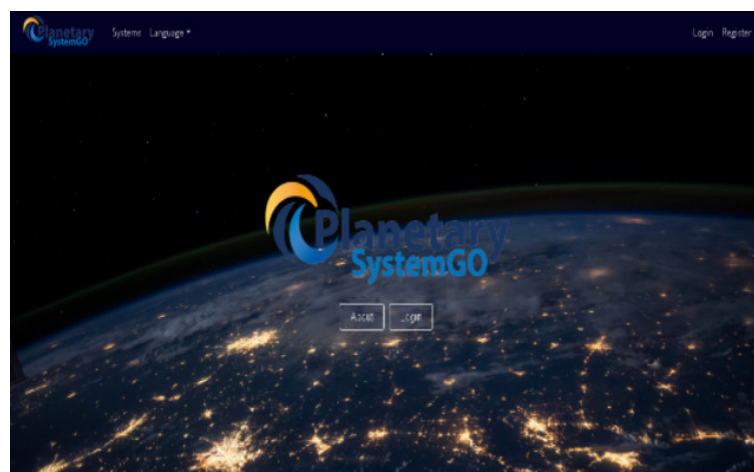 Planetary
SystemGO
Systems Language
Login Register
Planetary
SystemGO
About Login